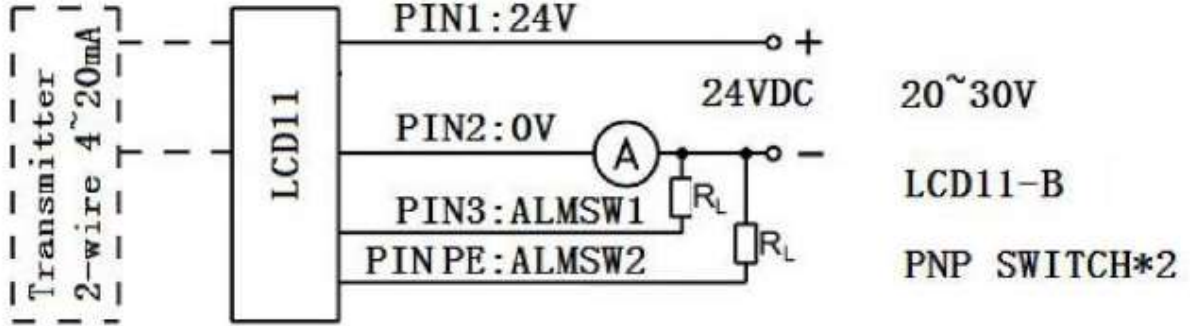 Transmitter
2-wire 4~20mA
LCD11
PIN1:24V
+
24VDC
PIN2:0V
A
−
PIN3:ALMSW1
RL
PIN PE:ALMSW2
RL
20~30V
LCD11-B
PNP SWITCH*2